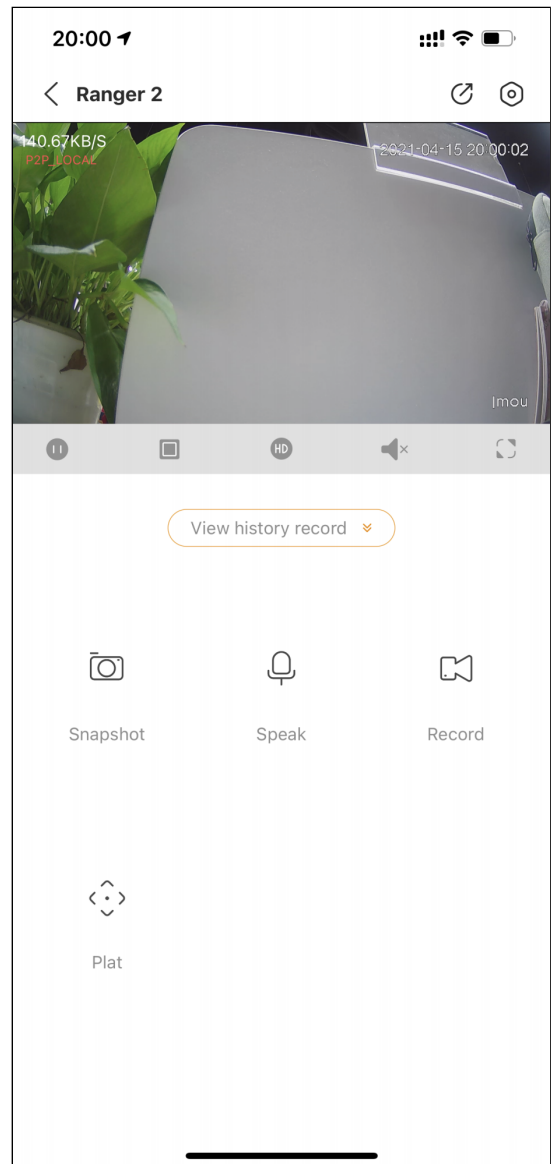 20:00
Ranger 2
140.67KB/S
2021-04-15 20:00:02
P2P_LOCAL
Imou
HD
View history record
Snapshot
Speak
Record
Plat